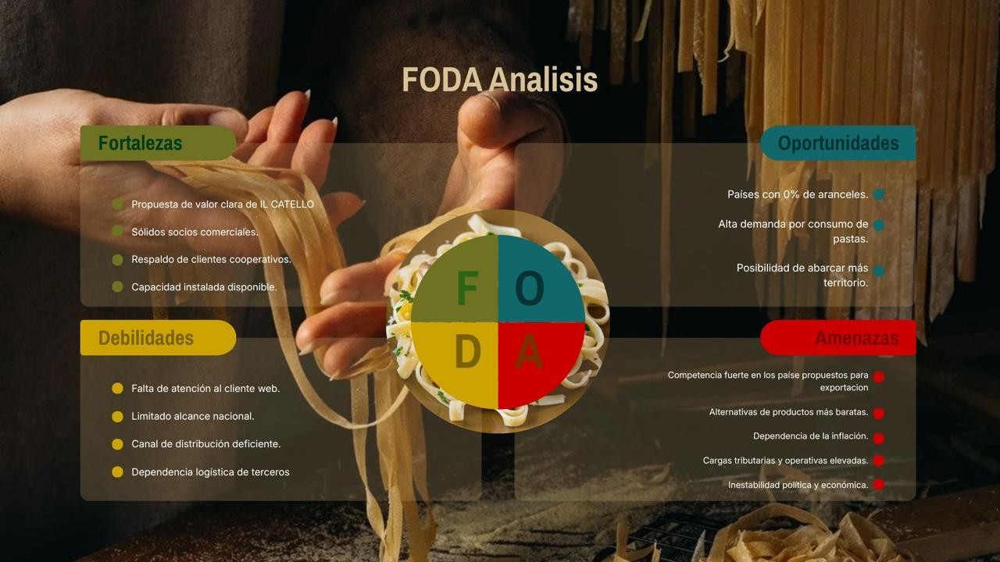 FODA Analisis
Fortalezas
Propuesta de valor clara de IL CATELLO
Sólidos socios comerciales.
Respaldo de clientes cooperativos.
Capacidad instalada disponible.
Oportunidades
Países con 0% de aranceles.
Alta demanda por consumo de
pastas.
Posibilidad de abarcar más
territorio.
F O
D A
Debilidades
Falta de atención al cliente web.
Limitado alcance nacional.
Canal de distribución deficiente.
Dependencia logística de terceros
Amenazas
Competencia fuerte en los país propuestos para
exportacion
Alternativas de productos más baratas.
Dependencia de la inflación.
Cargas tributarias y operativas elevadas.
Inestabilidad política y económica.